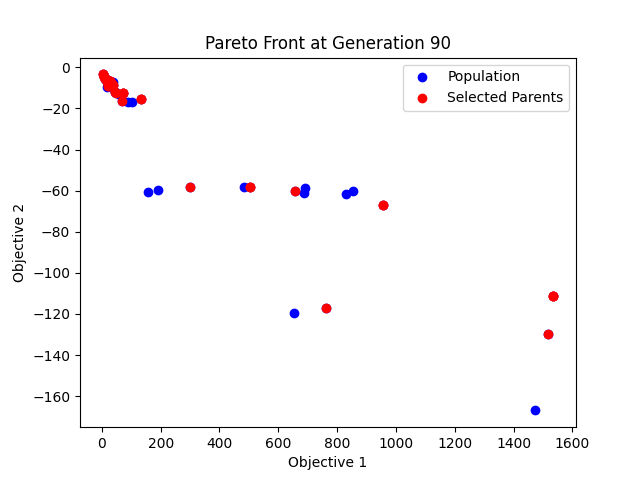 Pareto Front at Generation 90
Population
Selected Parents
0
−20
−40
−60
−80
−100
−120
−140
−160
Objective 2
0 200 400 600 800 1000 1200 1400 1600
Objective 1